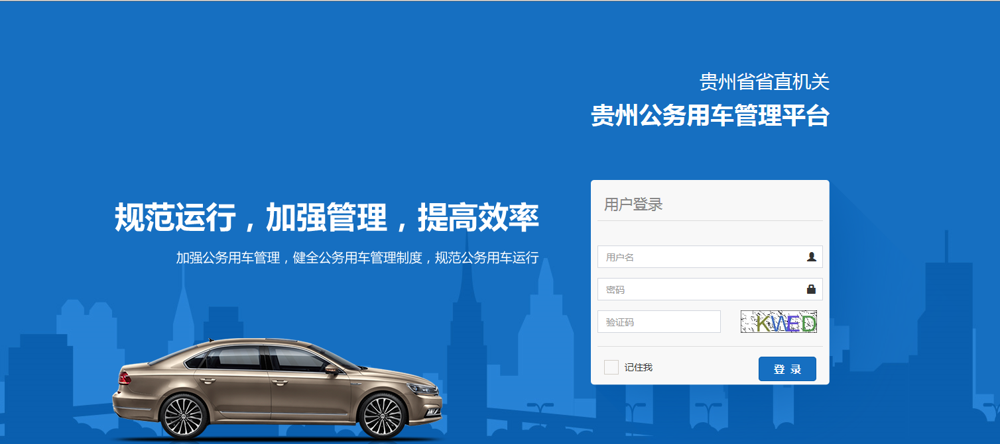 贵州省省直机关
贵州公务用车管理平台
规范运行，加强管理，提高效率
加强公务用车管理，健全公务用车管理制度，规范公务用车运行
用户登录
用户名
密码
验证码
KWED
记住我
登 录